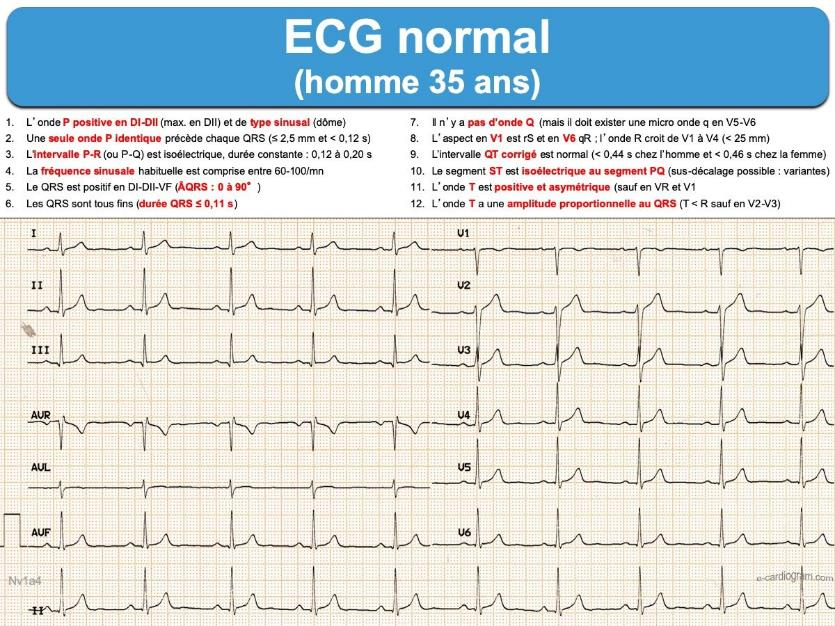 ECG normal
(homme 35 ans)
1. L'onde P positive en DI-DII (max. en DII) et de type sinusal (dôme)
2. Une seule onde P identique précède chaque QRS (≤ 2,5 mm et < 0,12 s)
3. L'intervalle P-R (ou P-Q) est isoélectrique, durée constante : 0,12 à 0,20 s
4. La fréquence sinusale habituelle est comprise entre 60-100/mn
5. Le QRS est positif en DI-DII-VF (ÂQRS : 0 à 90° )
6. Les QRS sont tous fins (durée QRS ≤ 0,11 s)
7. Il n'y a pas d'onde Q (mais il doit exister une micro onde q en V5-V6
8. L'aspect en V1 est rS et en V6 qR ; l'onde R croit de V1 à V4 (< 25 mm)
9. L'intervalle QT corrigé est normal (< 0,44 s chez l'homme et < 0,46 s chez la femme)
10. Le segment ST est isoélectrique au segment PQ (sus-décalage possible : variantes)
11. L'onde T est positive et asymétrique (sauf en VR et V1
12. L'onde T a une amplitude proportionnelle au QRS (T < R sauf en V2-V3)
I
II
III
AVR
AVL
AUF
II
V1
V2
V3
V4
V5
V6
Nv1a4
e-cardiogram.com